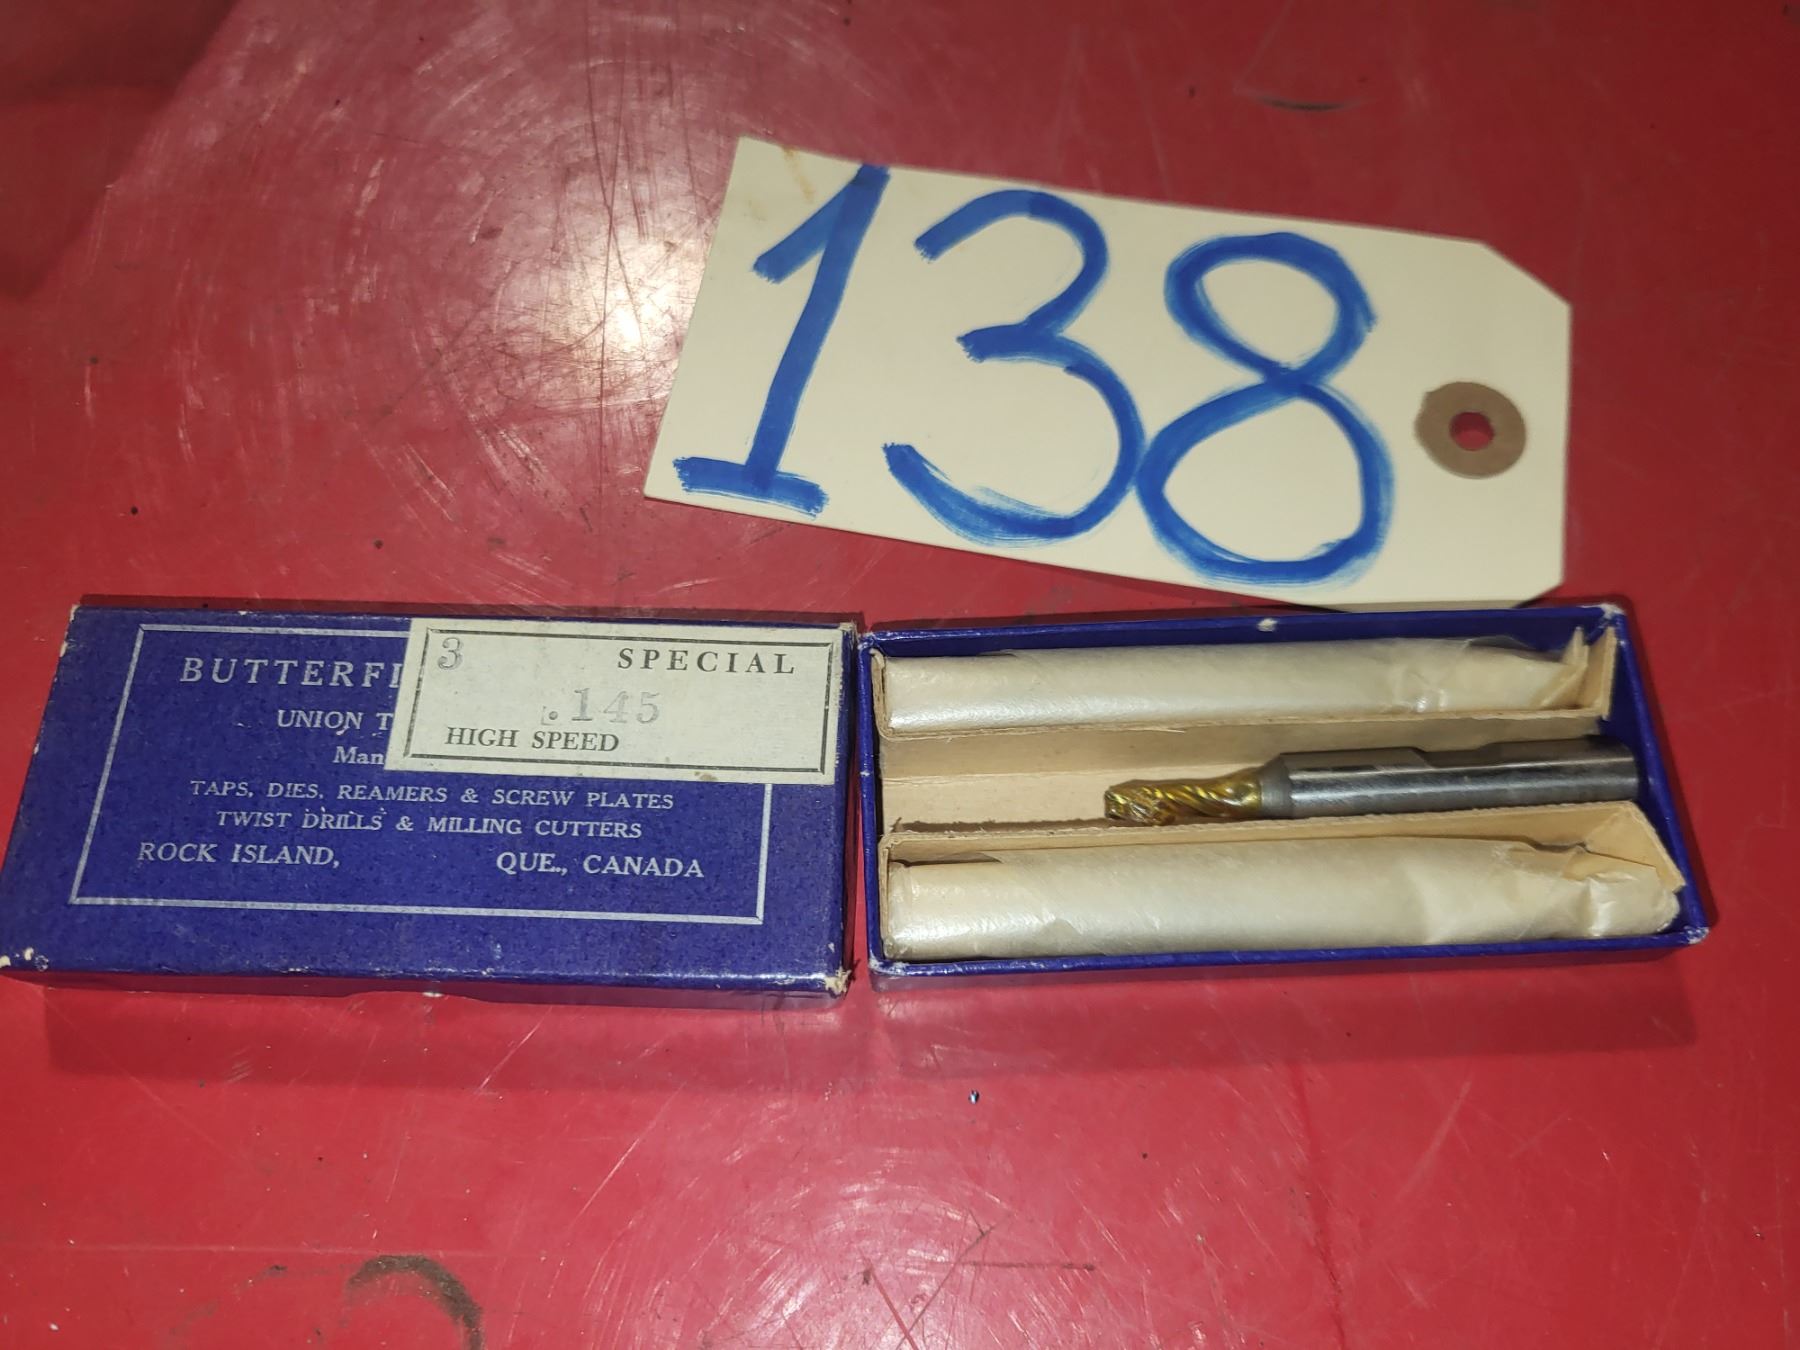 138
3 SPECIAL
.145
HIGH SPEED
BUTTERFI
UNION T
Man
TAPS, DIES, REAMERS & SCREW PLATES
TWIST DRILLS & MILLING CUTTERS
ROCK ISLAND, QUE., CANADA